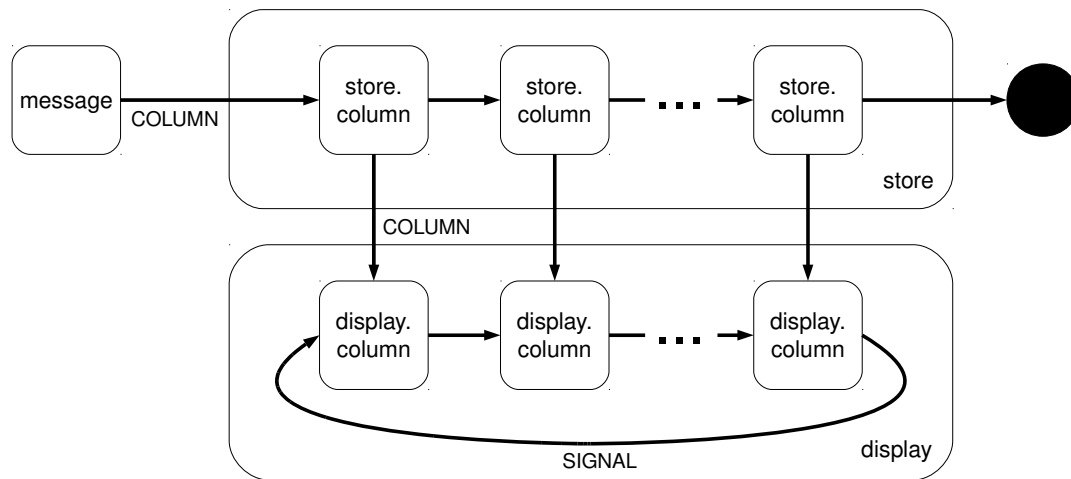 message
COLUMN
store.
column
store.
column
...
store.
column
store
COLUMN
display.
column
display.
column
...
display.
column
SIGNAL
display